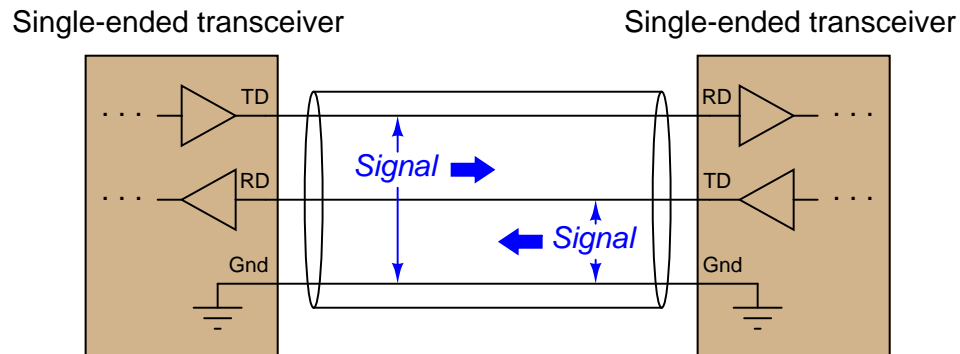 Single-ended transceiver
Single-ended transceiver
TD
RD
. . .
. . .
Signal
RD
TD
. . .
. . .
Signal
Gnd
Gnd